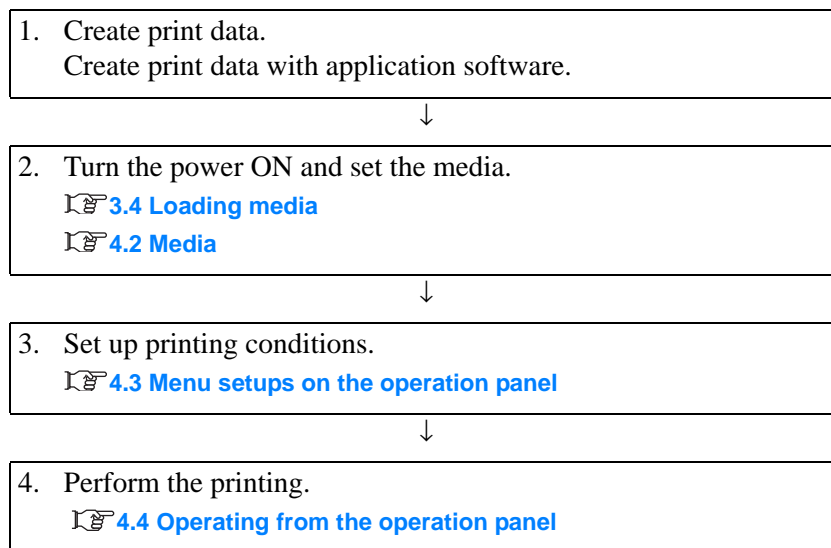 1. Create print data.
Create print data with application software.
↓
2. Turn the power ON and set the media.
3.4 Loading media
4.2 Media
↓
3. Set up printing conditions.
4.3 Menu setups on the operation panel
↓
4. Perform the printing.
4.4 Operating from the operation panel